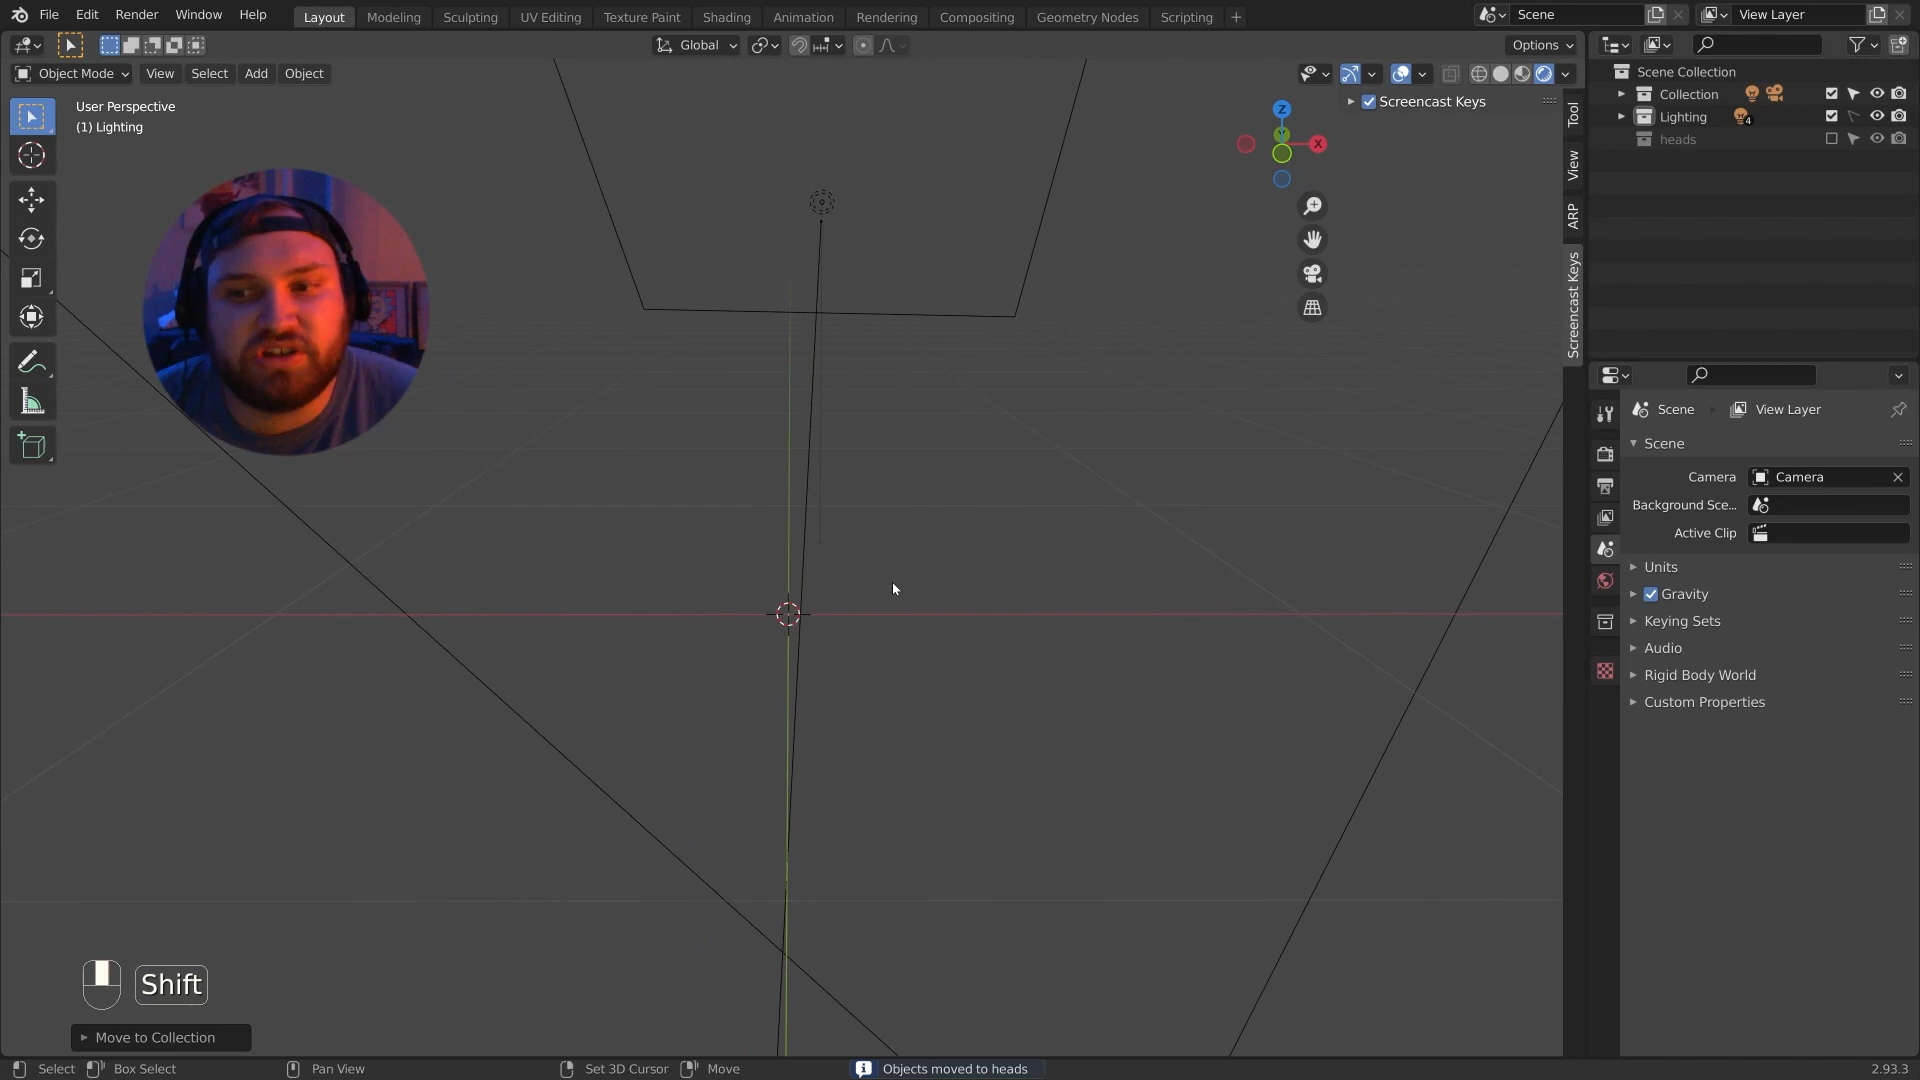 File Edit Render Window Help Layout Modeling Sculpting UV Editing Texture Paint Shading Animation Rendering Compositing Geometry Nodes Scripting + Scene View Layer
Global Options
Object Mode View Select Add Object
User Perspective
(1) Lighting
Z
Y
X
Screencast Keys
Tool
View
ARP
Screencast Keys
Scene Collection
Collection
Lighting 4
heads
Scene View Layer
Scene
Camera Camera
Background Sce...
Active Clip
Units
Gravity
Keying Sets
Audio
Rigid Body World
Custom Properties
Shift
Move to Collection
Select Box Select Pan View Set 3D Cursor Move Objects moved to heads 2.93.3